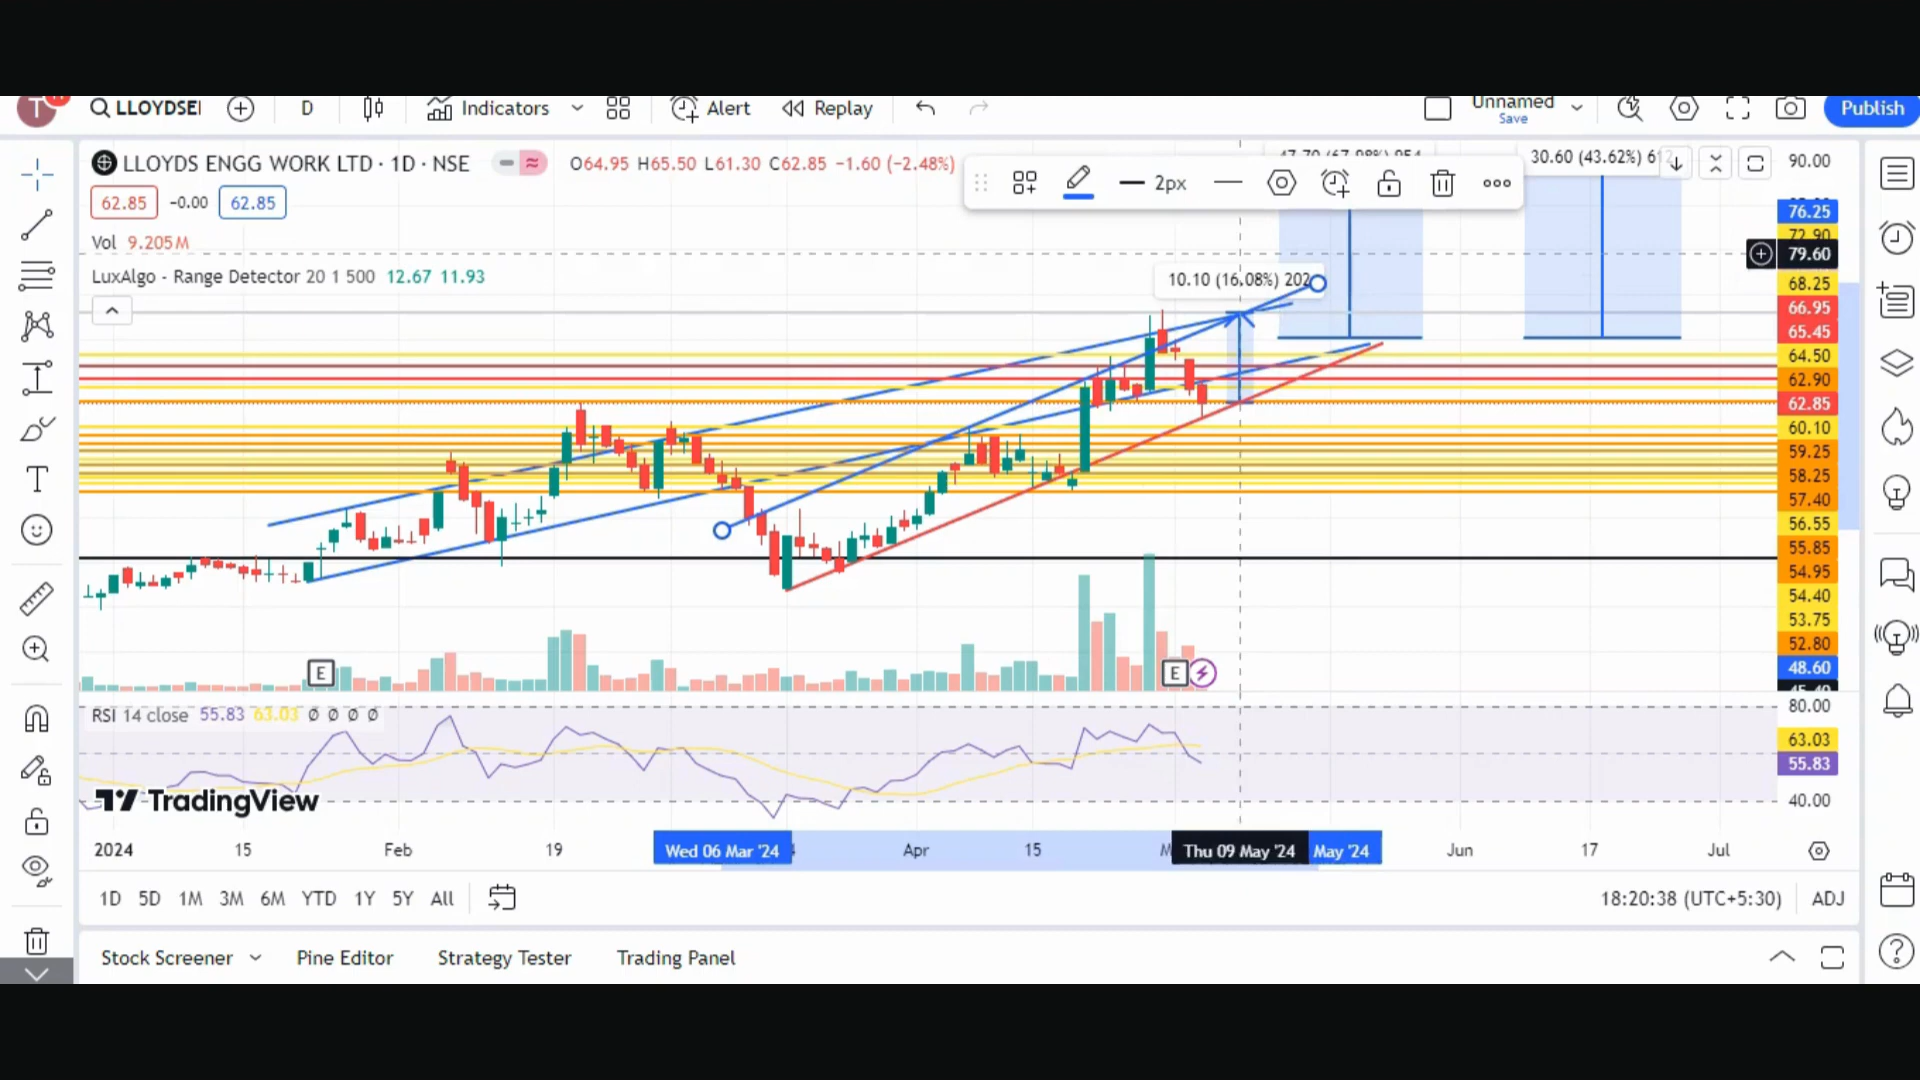 T
LLOYDSEI
D
Indicators
Alert
Replay
Unnamed
Save
Publish
LLOYDS ENGG WORK LTD · 1D · NSE
O64.95 H65.50 L61.30 C62.85 −1.60 (−2.48%)
2px
30.60 (43.62%)
90.00
62.85
-0.00
62.85
76.25
72.90
79.60
Vol 9.205M
LuxAlgo - Range Detector 20 1 500 12.67 11.93
10.10 (16.08%) 202
68.25
66.95
65.45
64.50
62.90
62.85
60.10
59.25
58.25
57.40
56.55
55.85
54.95
54.40
53.75
52.80
48.60
45.40
E
E
RSI 14 close 55.83 63.03 Ø Ø Ø Ø
80.00
63.03
55.83
40.00
TradingView
2024
15
Feb
19
Wed 06 Mar '24
Apr
15
Thu 09 May '24
May '24
Jun
17
Jul
1D 5D 1M 3M 6M YTD 1Y 5Y All
18:20:38 (UTC+5:30)
ADJ
Stock Screener
Pine Editor
Strategy Tester
Trading Panel